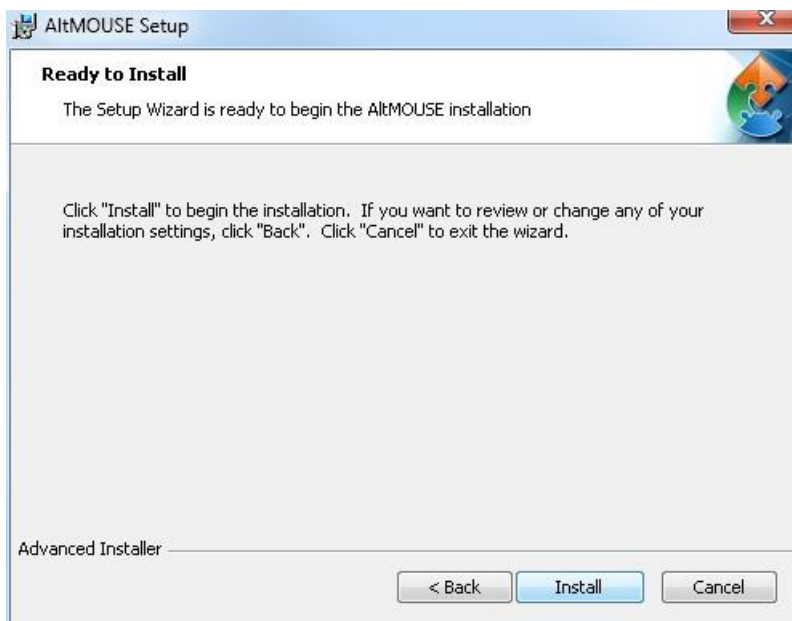 AltMOUSE Setup
x
Ready to Install
The Setup Wizard is ready to begin the AltMOUSE installation
Click "Install" to begin the installation.  If you want to review or change any of your
installation settings, click "Back".  Click "Cancel" to exit the wizard.
Advanced Installer
< Back Install Cancel